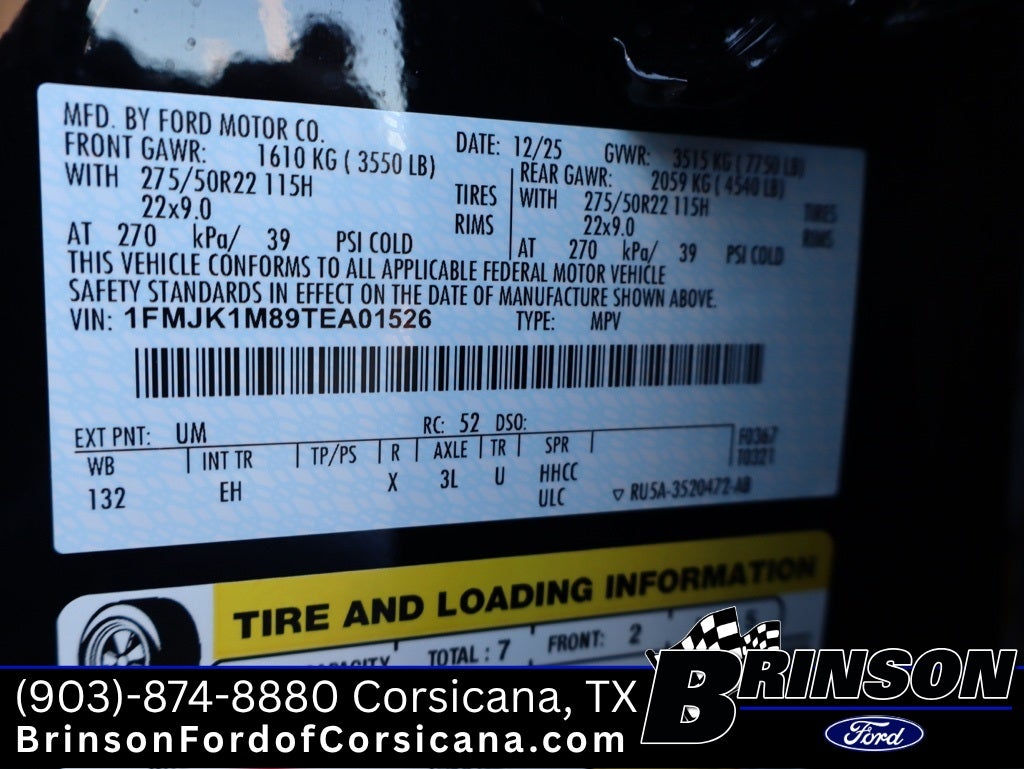 MFD. BY FORD MOTOR CO. DATE: 12/25 GVWR: 3515 KG ( 7750 LB)
FRONT GAWR: 1610 KG ( 3550 LB) REAR GAWR: 2059 KG ( 4540 LB)
WITH 275/50R22 115H TIRES WITH 275/50R22 115H TIRES
22x9.0 RIMS 22x9.0 RIMS
AT 270 kPa/ 39 PSI COLD AT 270 kPa/ 39 PSI COLD
THIS VEHICLE CONFORMS TO ALL APPLICABLE FEDERAL MOTOR VEHICLE
SAFETY STANDARDS IN EFFECT ON THE DATE OF MANUFACTURE SHOWN ABOVE.
VIN: 1FMJK1M89TEA01526 TYPE: MPV
EXT PNT: UM RC: 52 DSO:
WB INT TR TP/PS R AXLE TR SPR F0367
T0321
132 EH X 3L U HHCC
ULC ▽ RU5A-3520472-AB
TIRE AND LOADING INFORMATION
TOTAL : 7 FRONT: 2
(903)-874-8880 Corsicana, TX
BrinsonFordofCorsicana.com
BRINSON
Ford